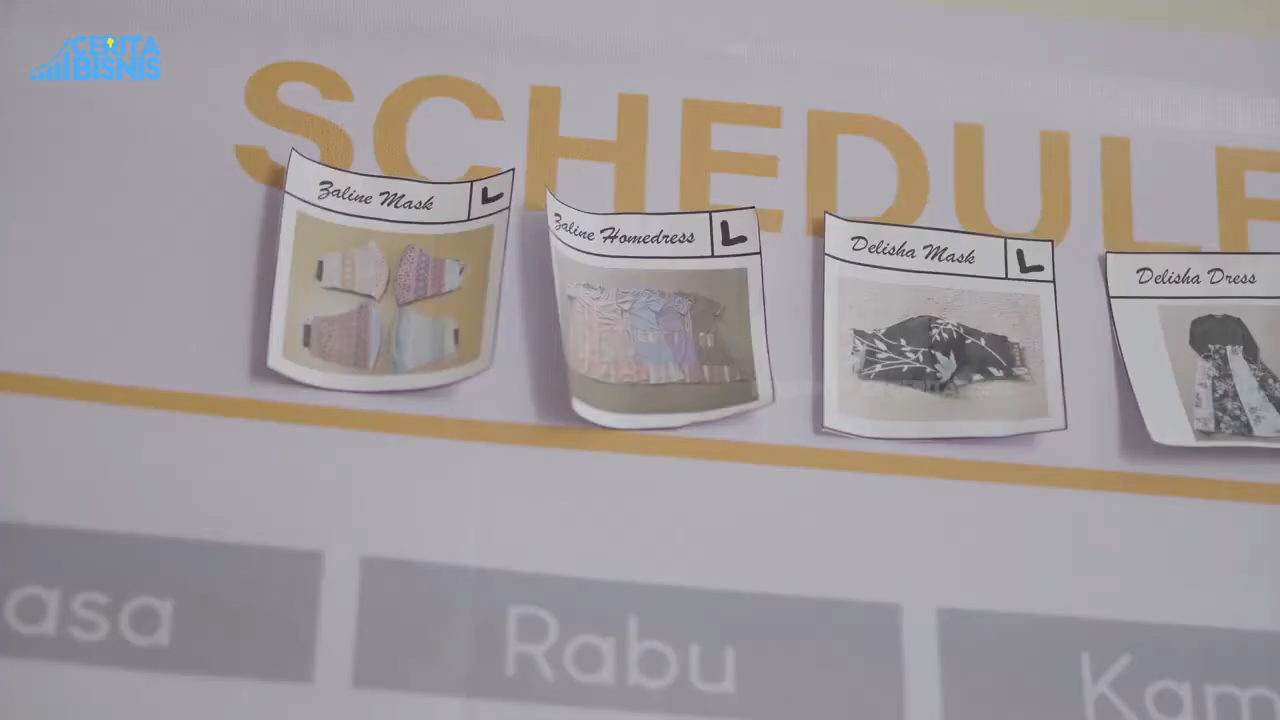 CERITA
BISNIS
SCHEDULE
Zaline Mask L
Zaline Homedress L
Delisha Mask L
Delisha Dress
asa
Rabu
Kam